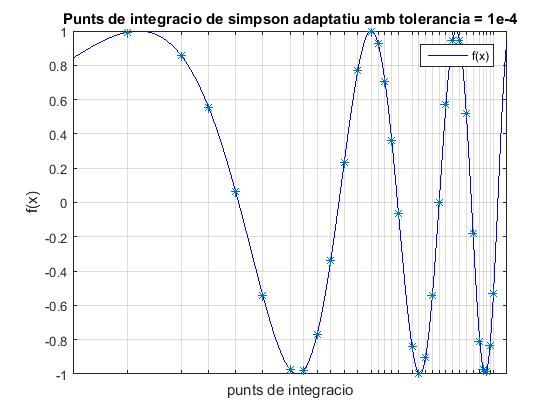 Punts de integracio de simpson adaptatiu amb tolerancia = 1e-4
1
f(x)
0.8
0.6
0.4
0.2
0
-0.2
-0.4
-0.6
-0.8
-1
f(x)
punts de integracio